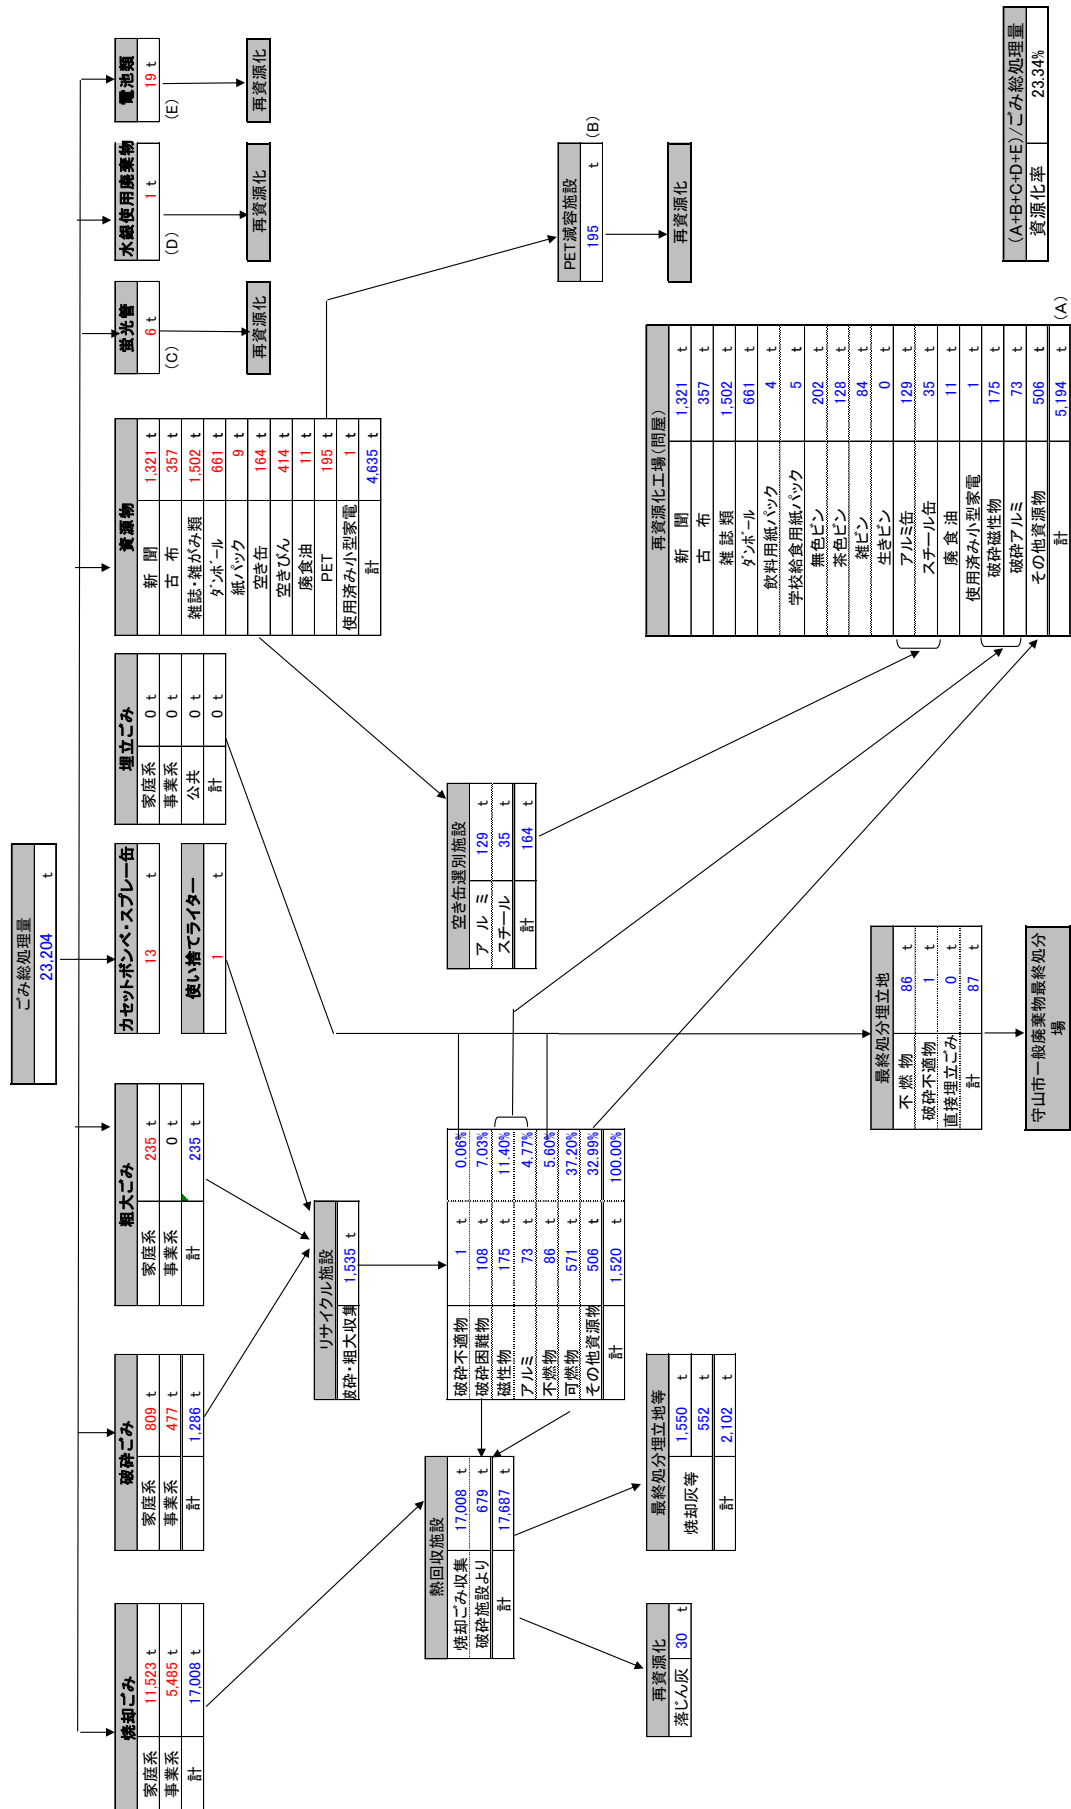 ごみ総処理量
23,204 t
焼却ごみ
家庭系 11,523 t
事業系 5,485 t
計 17,008 t
破砕ごみ
家庭系 809 t
事業系 477 t
計 1,286 t
粗大ごみ
家庭系 235 t
事業系 0 t
計 235 t
カセットボンベ・スプレー缶
13 t
使い捨てライター
1 t
埋立ごみ
家庭系 0 t
事業系 0 t
公共 0 t
計 0 t
資源物
新聞 1,321 t
古布 357 t
雑誌・雑がみ類 1,502 t
ダンボール 661 t
紙パック 9 t
空き缶 164 t
空きびん 414 t
廃食油 11 t
PET 195 t
使用済み小型家電 1 t
計 4,635 t
蛍光管
6 t
(C)
再資源化
水銀使用廃棄物
1 t
(D)
再資源化
電池類
19 t
(E)
再資源化
リサイクル施設
破砕・粗大収集 1,535 t
破砕不適物 1 t 0.06%
破砕困難物 108 t 7.03%
磁性物 175 t 11.40%
アルミ 73 t 4.77%
不燃物 86 t 5.60%
可燃物 571 t 37.20%
その他資源物 506 t 32.99%
計 1,520 t 100.00%
熱回収施設
焼却ごみ収集 17,008 t
破砕施設より 679 t
計 17,687 t
空き缶選別施設
アルミ 129 t
スチール 35 t
計 164 t
PET減容施設
195 t
(B)
再資源化
再資源化
落じん灰 30 t
最終処分埋立地等
焼却灰等 1,550 t
552 t
計 2,102 t
最終処分埋立地
不燃物 86 t
破砕不適物 1 t
直接埋立ごみ 0 t
計 87 t
守山市一般廃棄物最終処分
場
再資源化工場(問屋)
新聞 1,321 t
古布 357 t
雑誌類 1,502 t
ダンボール 661 t
飲料用紙パック 4 t
学校給食用紙パック 5 t
無色ビン 202 t
茶色ビン 128 t
雑ビン 84 t
生きビン 0 t
アルミ缶 129 t
スチール缶 35 t
廃食油 11 t
使用済み小型家電 1 t
破砕磁性物 175 t
破砕アルミ 73 t
その他資源物 506 t
計 5,194 t
(A)
(A+B+C+D+E)/ごみ総処理量
資源化率 23.34%